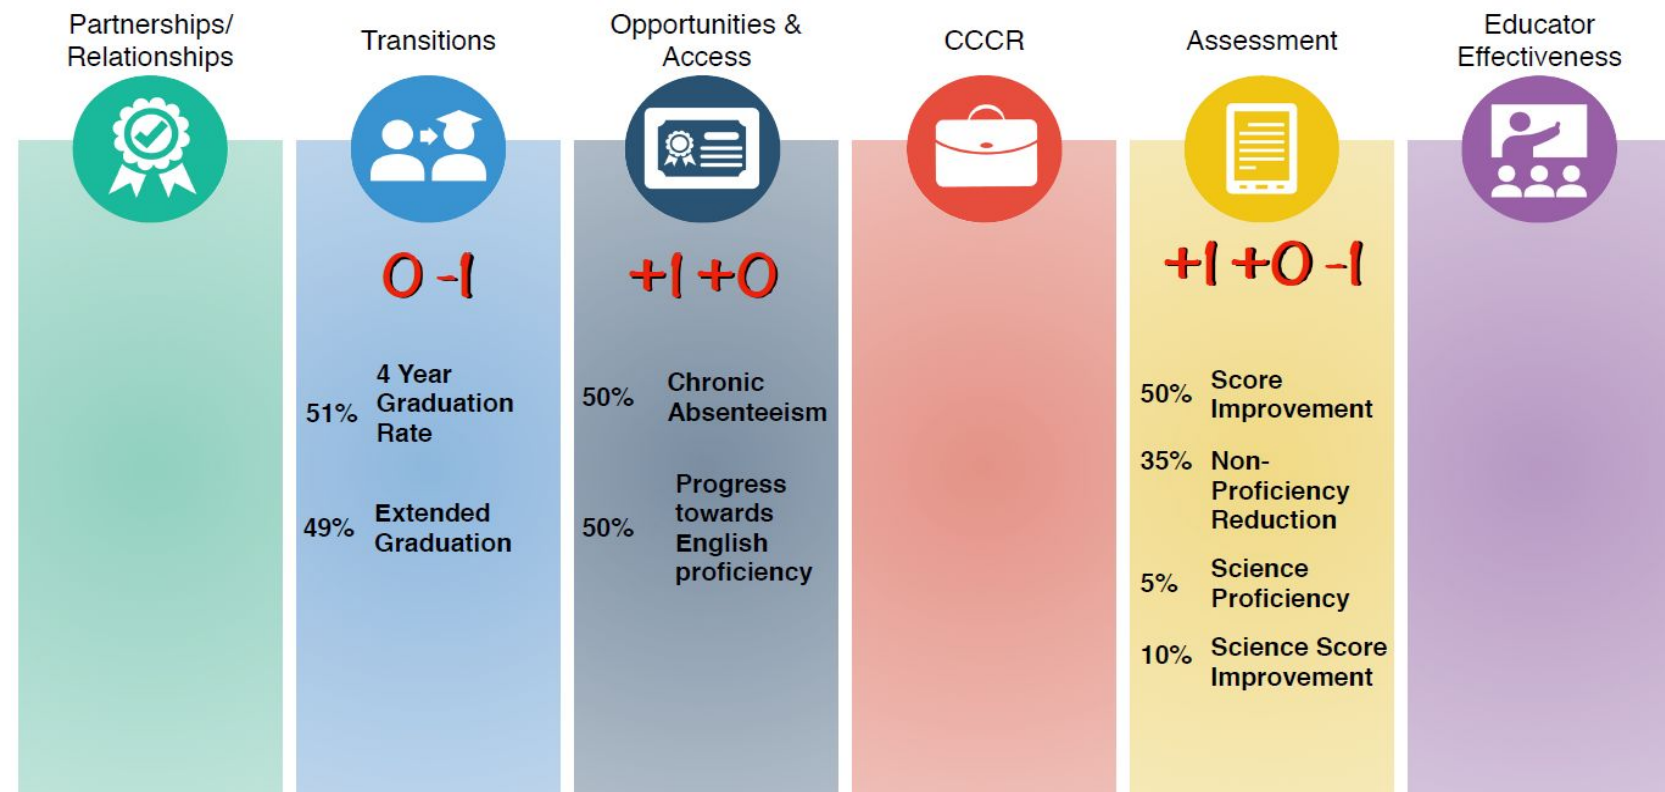 Partnerships/
Relationships
Transitions
Opportunities &
Access
CCCR
Assessment
Educator
Effectiveness
0 -1
51%
4 Year
Graduation
Rate
49%
Extended
Graduation
+1 +0
50%
Chronic
Absenteeism
50%
Progress
towards
English
proficiency
+1 +0 -1
50%
Score
Improvement
35%
Non-
Proficiency
Reduction
5%
Science
Proficiency
10%
Science Score
Improvement